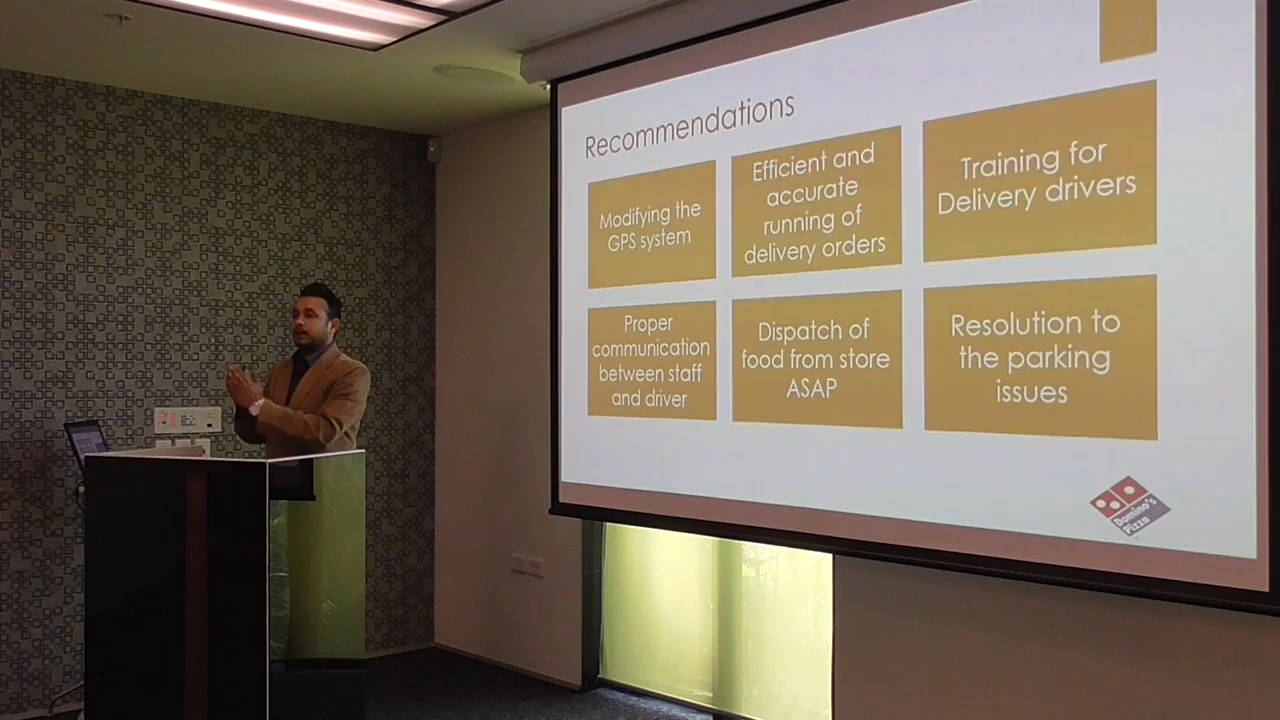 Recommendations
Modifying the
GPS system
Efficient and
accurate
running of
delivery orders
Training for
Delivery drivers
Proper
communication
between staff
and driver
Dispatch of
food from store
ASAP
Resolution to
the parking
issues
Domino's
Pizza